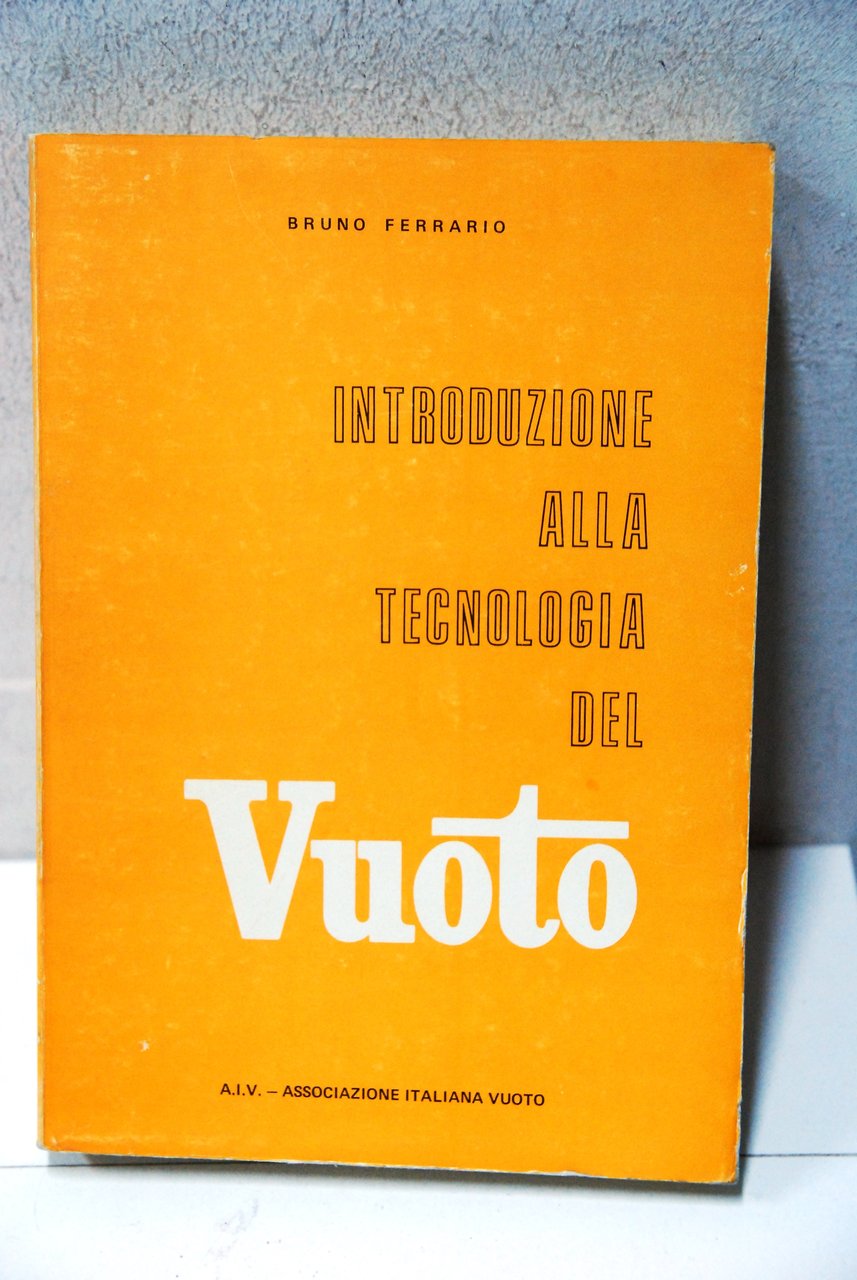 BRUNO FERRARIO
INTRODUZIONE
ALLA
TECNOLOGIA
DEL
Vuoto
A.I.V. – ASSOCIAZIONE ITALIANA VUOTO